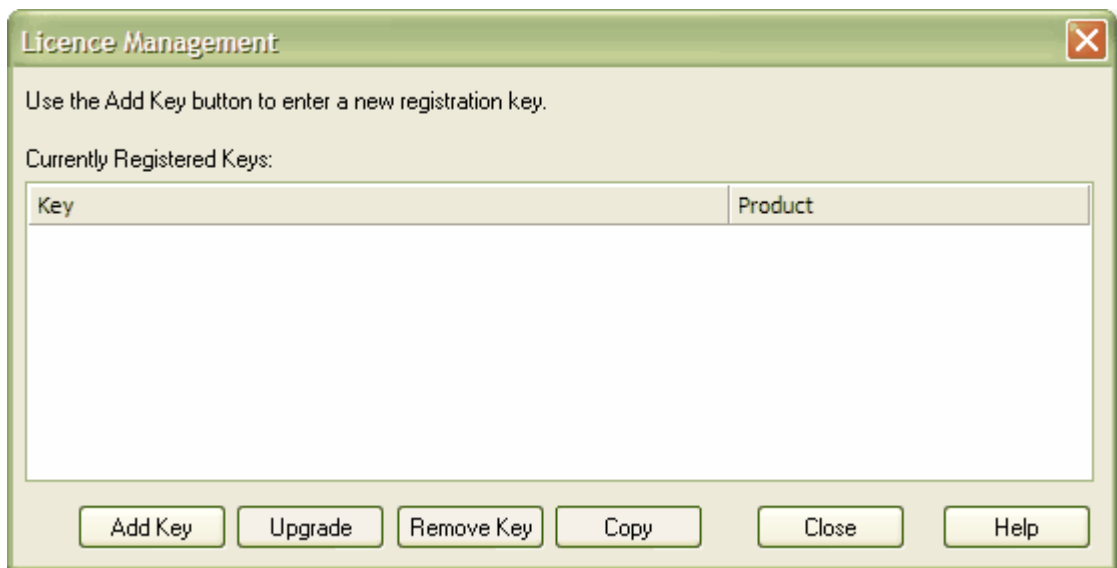 Licence Management
Use the Add Key button to enter a new registration key.
Currently Registered Keys:
Key Product
Add Key Upgrade Remove Key Copy Close Help